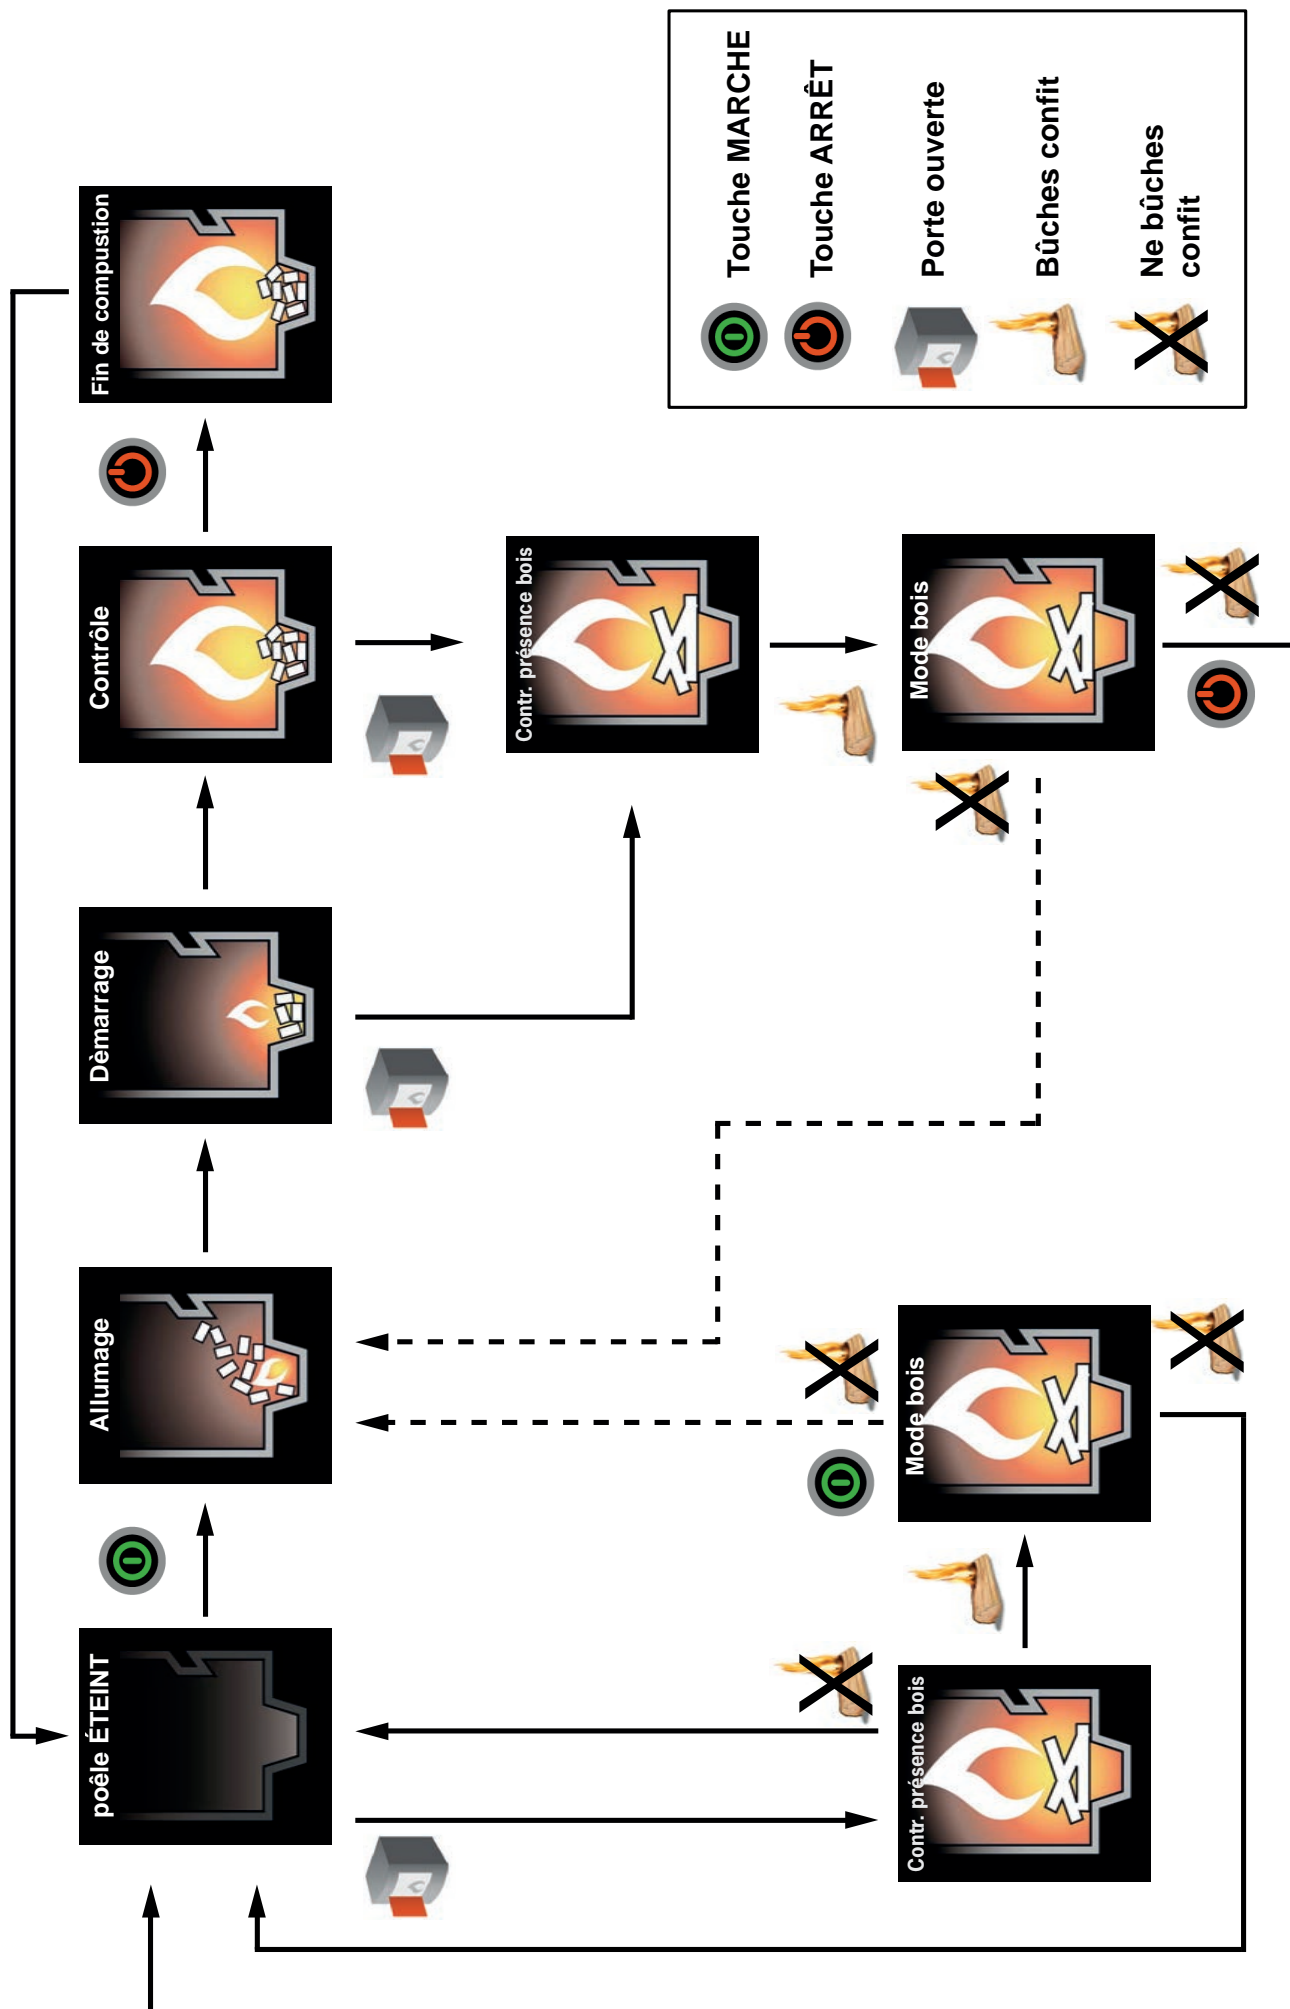 pôele ÉTEINT
Allumage
Dèmarrage
Contrôle
Fin de compustion
Contr. présence bois
Mode bois
Contr. présence bois
Mode bois
Touche MARCHE
Touche ARRÊT
Porte ouverte
Bûches confit
Ne bûches
confit